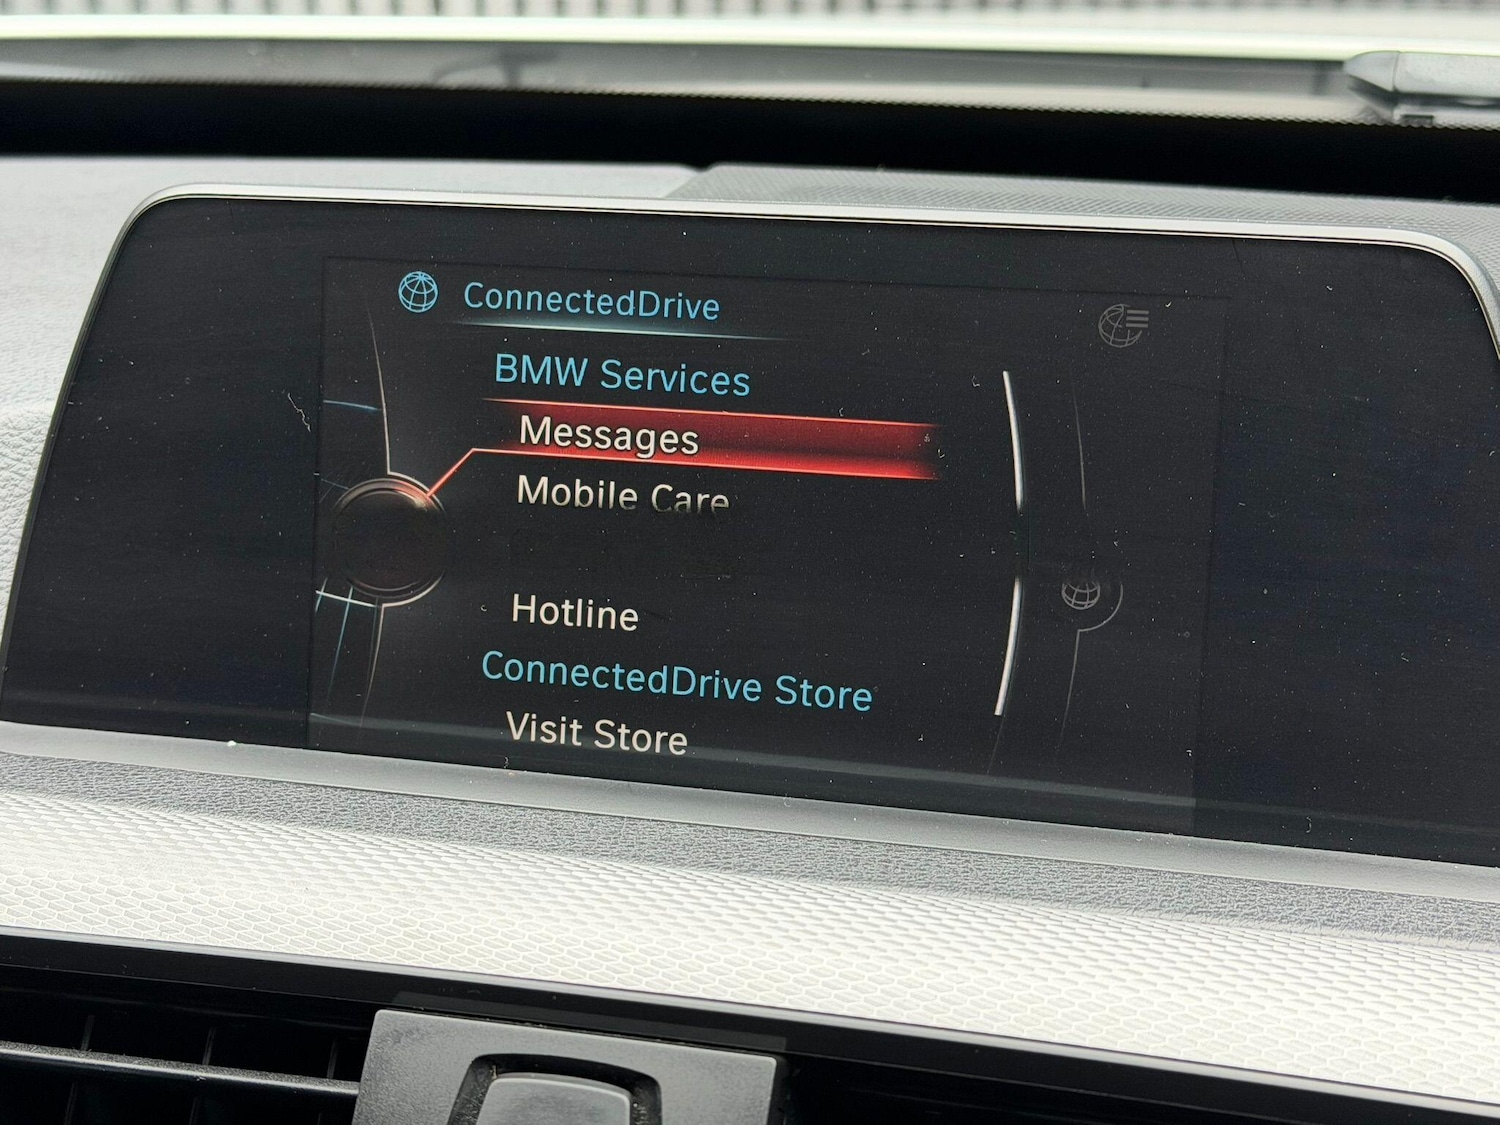 ConnectedDrive
BMW Services
Messages
Mobile Care
Hotline
ConnectedDrive Store
Visit Store